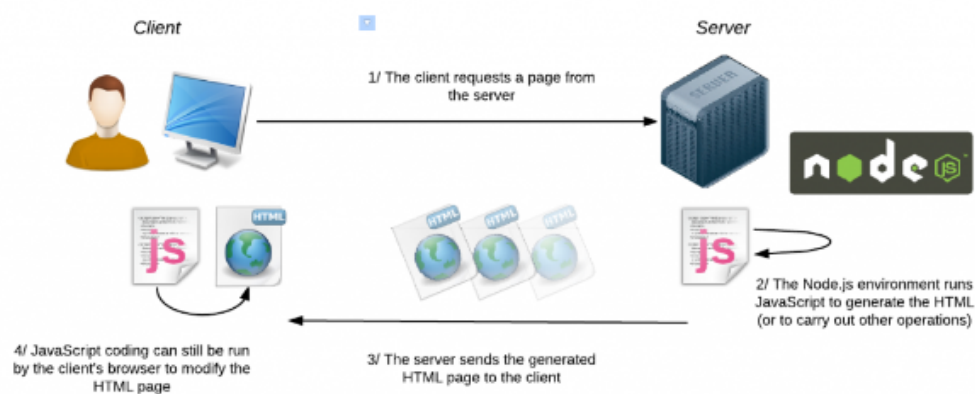 Client
Server
1/ The client requests a page from
the server
SERVER
node
JS
js
HTML
HTML
HTML
HTML
js
2/ The Node.js environment runs
JavaScript to generate the HTML
(or to carry out other operations)
3/ The server sends the generated
HTML page to the client
4/ JavaScript coding can still be run
by the client's browser to modify the
HTML page